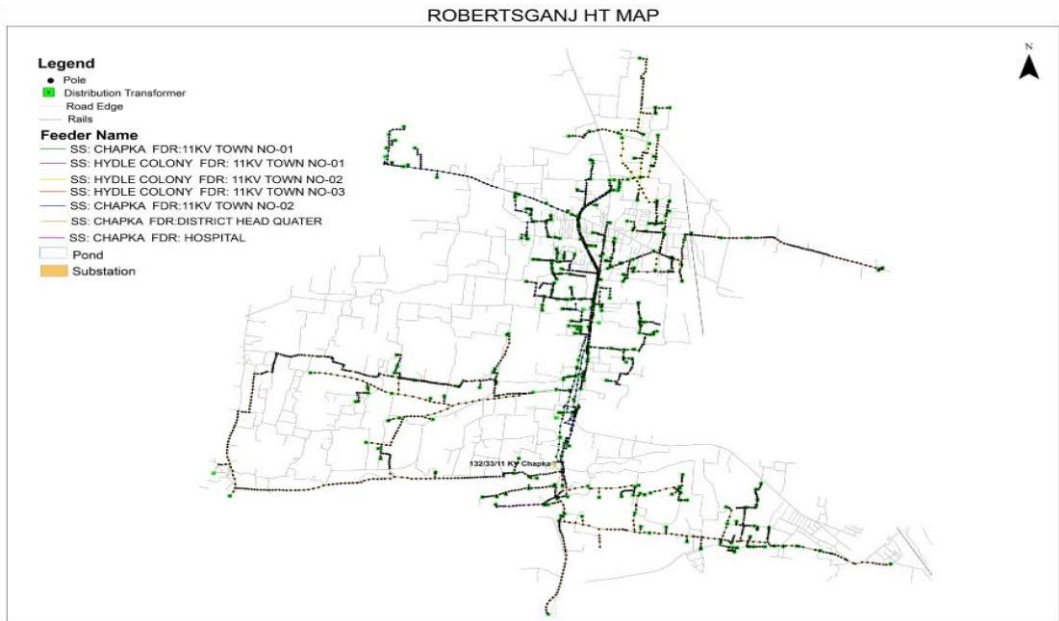 ROBERTSGANJ HT MAP
N
Legend
Pole
Distribution Transformer
Road Edge
Rails
Feeder Name
SS: CHAPKA FDR:11KV TOWN NO-01
SS: HYDLE COLONY FDR: 11KV TOWN NO-01
SS: HYDLE COLONY FDR: 11KV TOWN NO-02
SS: HYDLE COLONY FDR: 11KV TOWN NO-03
SS: CHAPKA FDR:11KV TOWN NO-02
SS: CHAPKA FDR:DISTRICT HEAD QUATER
SS: CHAPKA FDR: HOSPITAL
Pond
Substation
132/33/11 KV Chapka